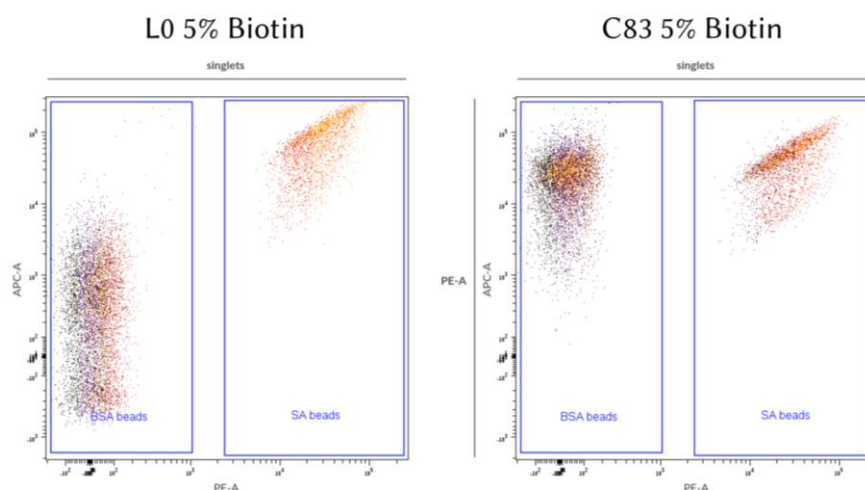 L0 5% Biotin
C83 5% Biotin
singlets
singlets
APC-A
BSA beads
SA beads
PE-A
PE-A
APC-A
BSA beads
SA beads
PE-A